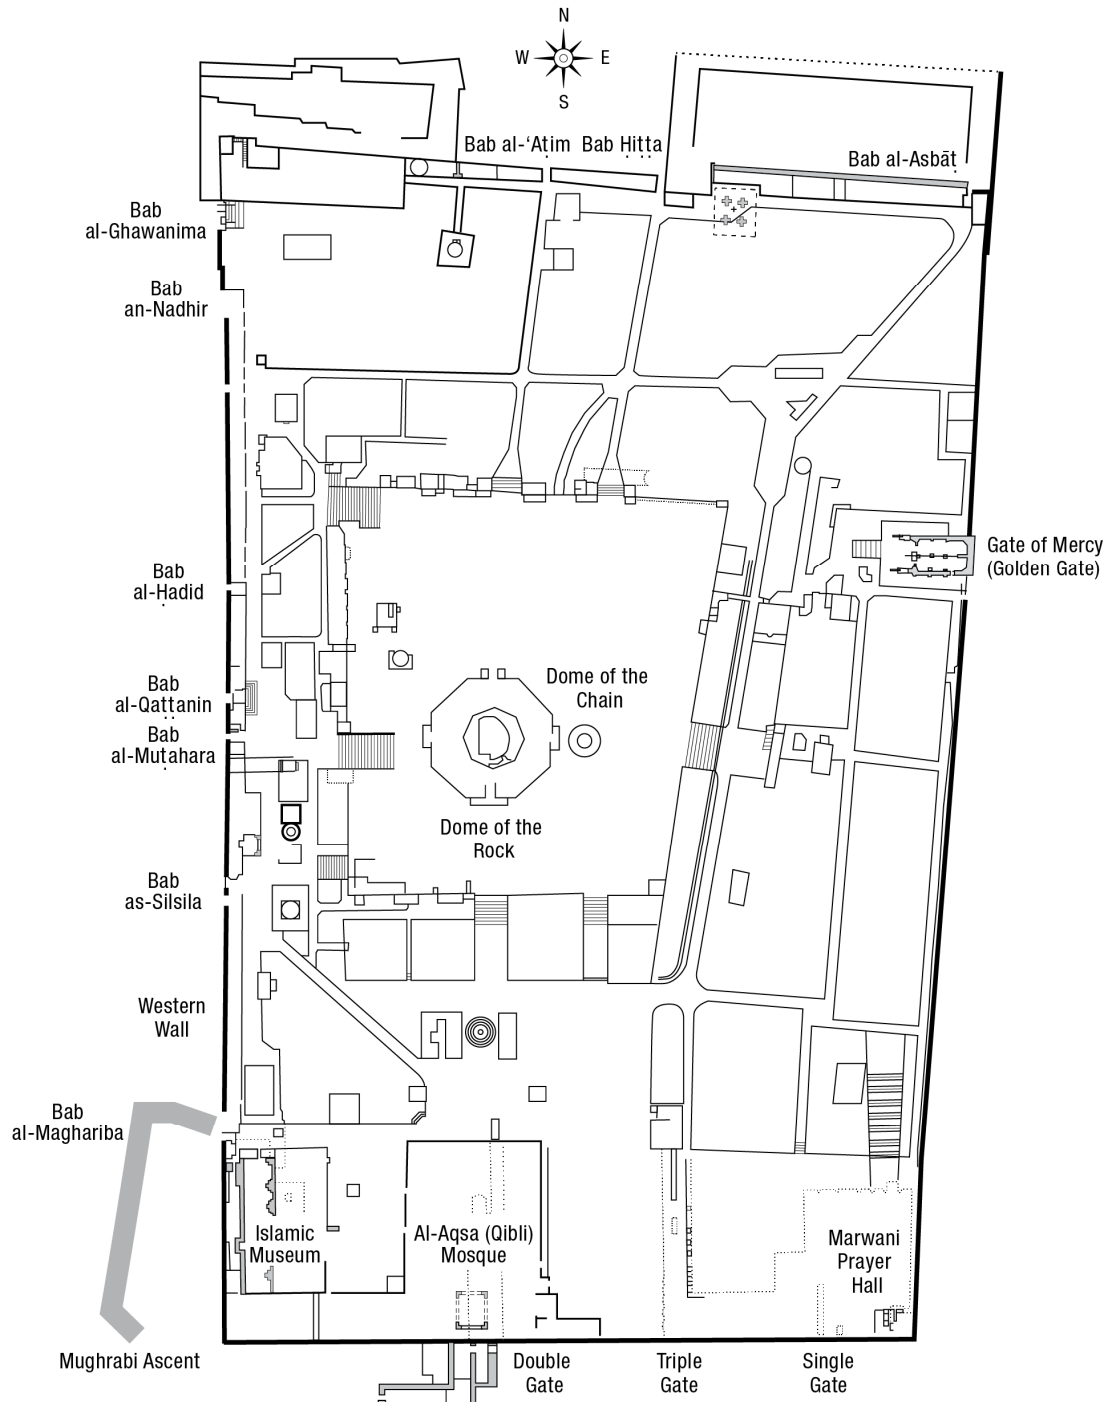 N
W E
S
Bab al-‘Atim Bab Hitta
Bab al-Asbāt
Bab
al-Ghawanima
Bab
an-Nadhir
Gate of Mercy
(Golden Gate)
Bab
al-Hadid
Bab
al-Qattanin
Dome of the
Chain
Bab
al-Mutahara
Dome of the
Rock
Bab
as-Silsila
Western
Wall
Bab
al-Maghariba
Islamic
Museum
Al-Aqsa (Qibli)
Mosque
Marwani
Prayer
Hall
Mughrabi Ascent
Double
Gate
Triple
Gate
Single
Gate